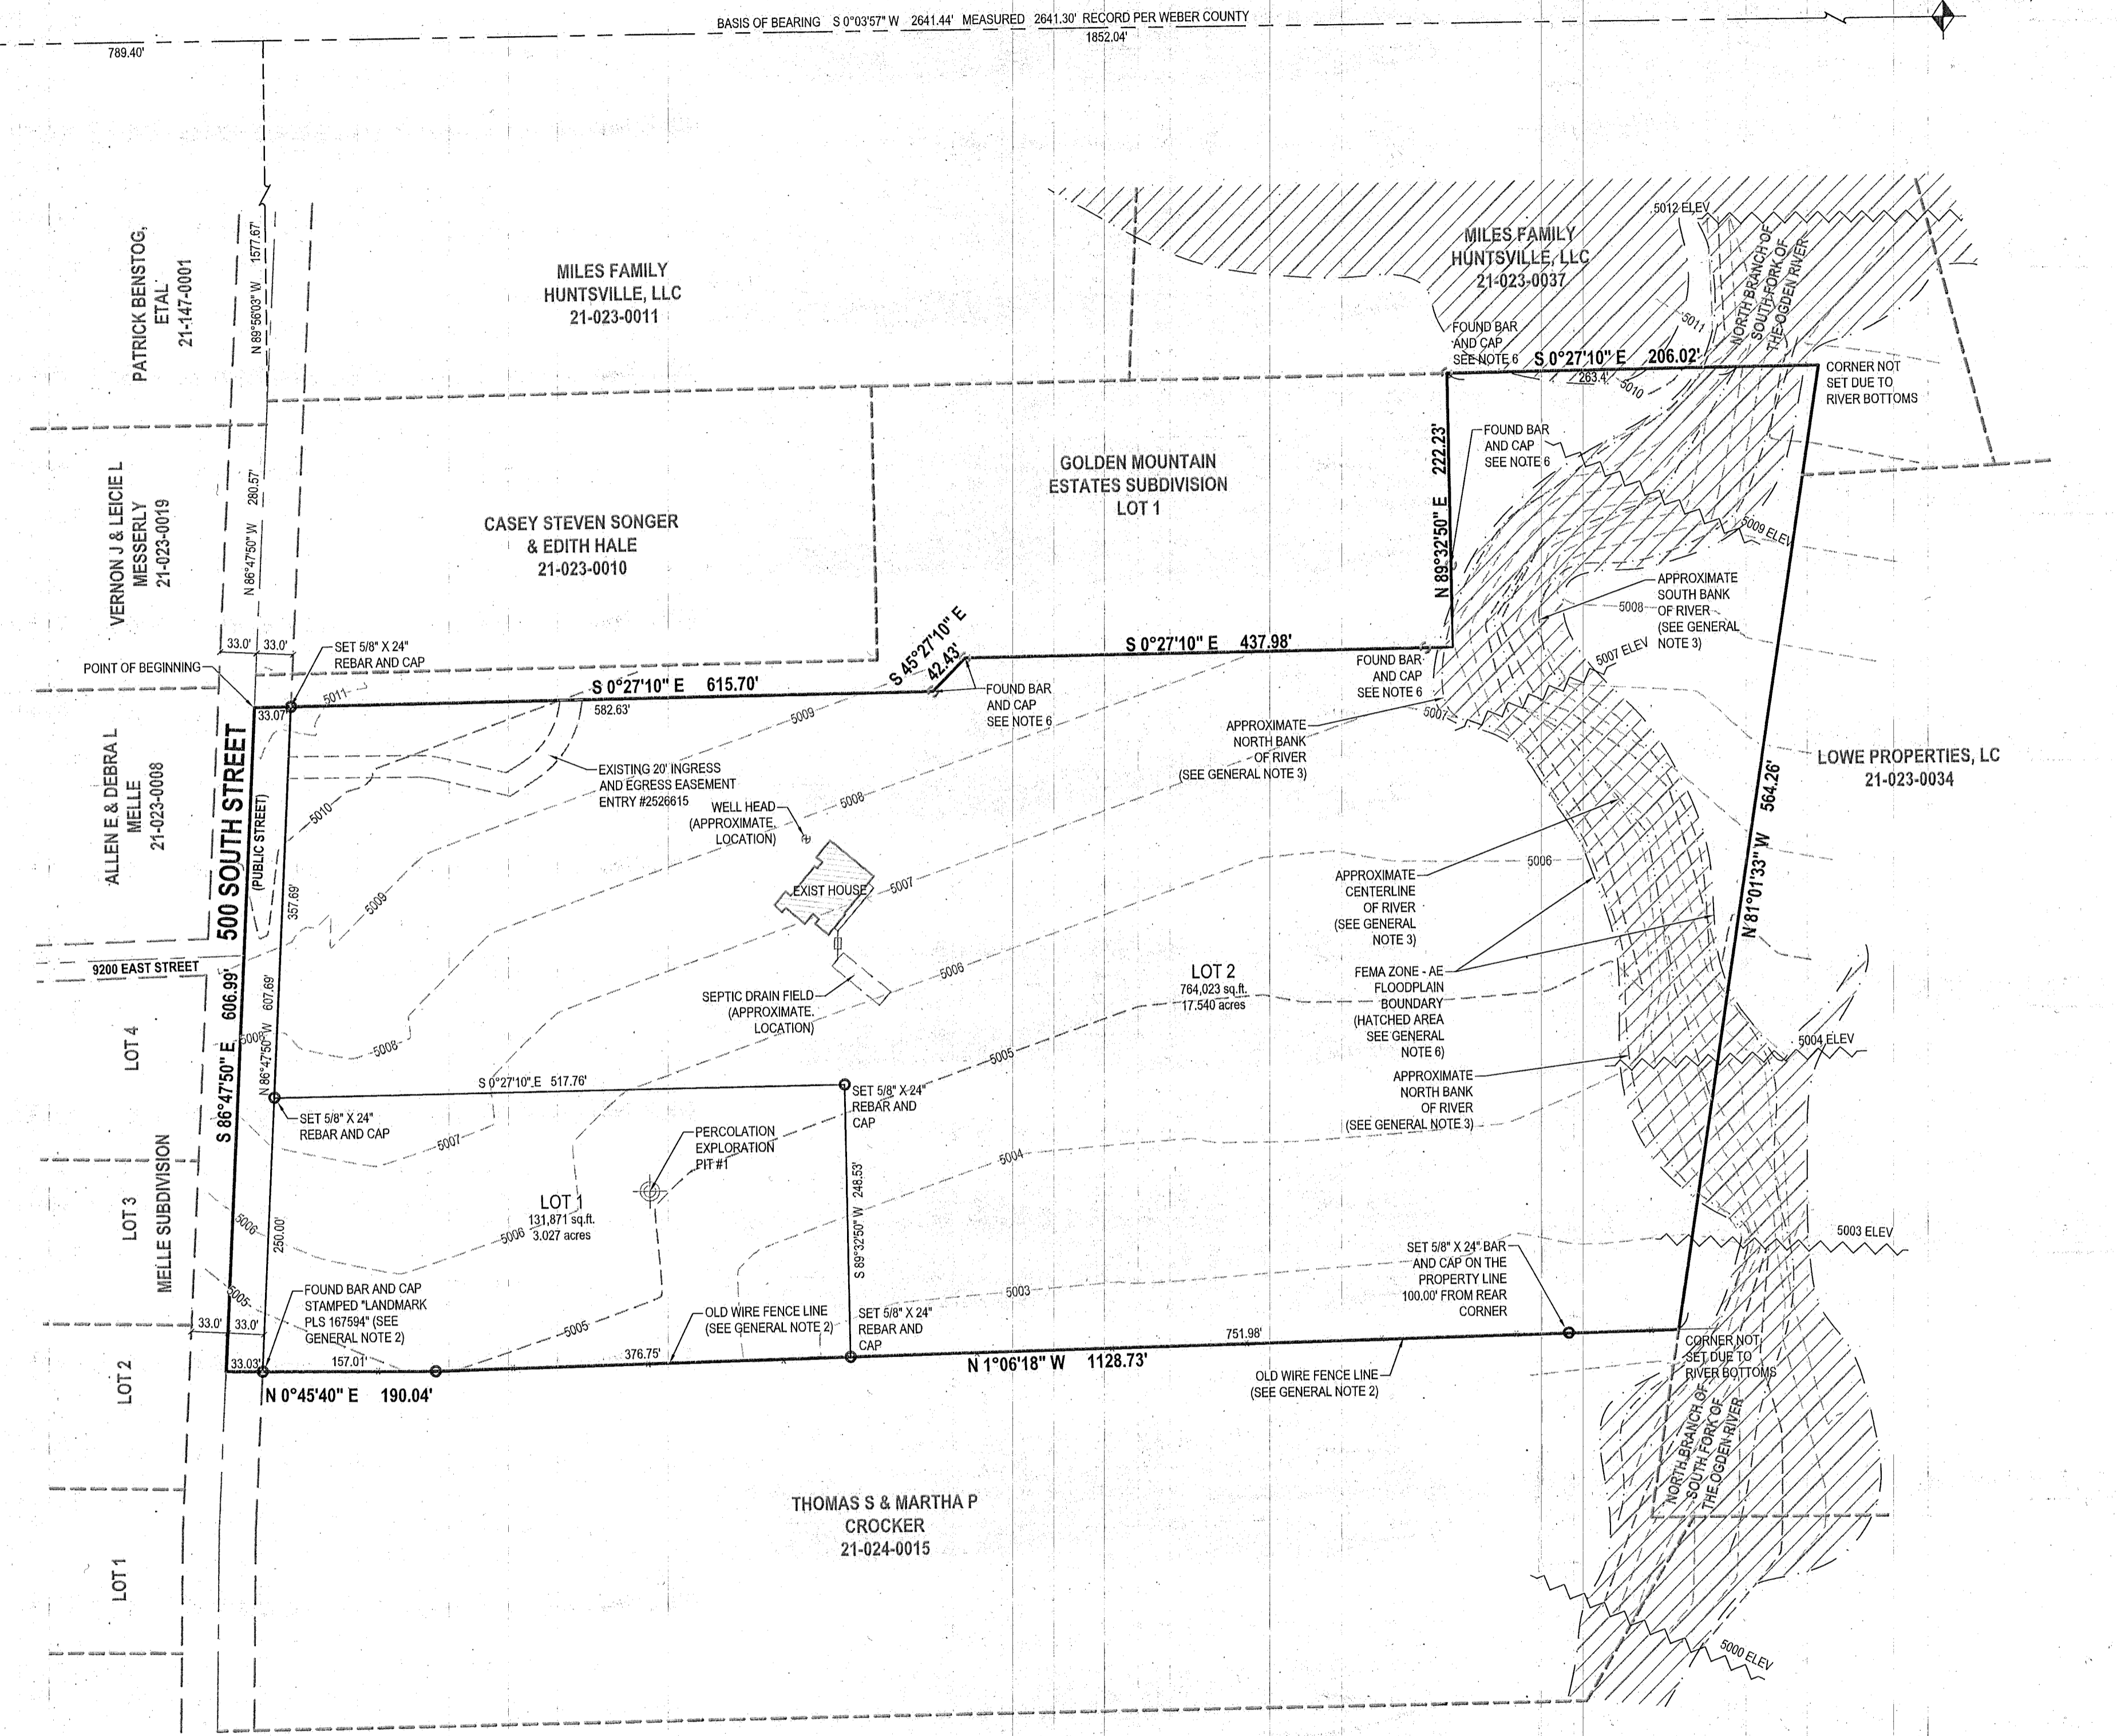 BASIS OF BEARING S 0°03'57" W 2641.44' MEASURED 2641.30' RECORD PER WEBER COUNTY
789.40'
1852.04'
PATRICK BENSTOG,
ETAL
21-147-0001
N 89°56'03" W 1577.67'
MILES FAMILY
HUNTSVILLE, LLC
21-023-0011
5012 ELEV
MILES FAMILY
HUNTSVILLE, LLC
21-023-0037
NORTH BRANCH OF
SOUTH FORK OF
THE OGDEN RIVER
5011
FOUND BAR
AND CAP
SEE NOTE 6
S 0°27'10" E 206.02'
263.4'
5010
CORNER NOT
SET DUE TO
RIVER BOTTOMS
VERNON J & LEICIE L
MESSERLY
21-023-0019
N 86°47'50" W 280.57'
CASEY STEVEN SONGER
& EDITH HALE
21-023-0010
GOLDEN MOUNTAIN
ESTATES SUBDIVISION
LOT 1
N 89°32'50" E 222.23'
FOUND BAR
AND CAP
SEE NOTE 6
5009 ELEV
APPROXIMATE
SOUTH BANK
OF RIVER
(SEE GENERAL
NOTE 3)
5008
5007 ELEV
33.0'
33.0'
SET 5/8" X 24"
REBAR AND CAP
POINT OF BEGINNING
S 0°27'10" E 615.70'
582.63'
S 45°27'10" E
42.43'
S 0°27'10" E 437.98'
FOUND BAR
AND CAP
SEE NOTE 6
FOUND BAR
AND CAP
SEE NOTE 6
5011
33.07'
5009
5007
APPROXIMATE
NORTH BANK
OF RIVER
(SEE GENERAL NOTE 3)
ALLEN E & DEBRA L
MELLE
21-023-0008
500 SOUTH STREET
(PUBLIC STREET)
357.69'
EXISTING 20' INGRESS
AND EGRESS EASEMENT
ENTRY #2526615
5010
WELL HEAD
(APPROXIMATE.
LOCATION)
5008
EXIST HOUSE
5007
5009
5006
LOWE PROPERTIES, LC
21-023-0034
N 81°01'33" W 564.26'
APPROXIMATE
CENTERLINE
OF RIVER
(SEE GENERAL
NOTE 3)
9200 EAST STREET
S 86°47'50" E 606.99'
N 86°47'50" W 607.69'
SEPTIC DRAIN FIELD
(APPROXIMATE.
LOCATION)
5006
LOT 2
764,023 sq.ft.
17.540 acres
FEMA ZONE - AE
FLOODPLAIN
BOUNDARY
(HATCHED AREA
SEE GENERAL
NOTE 6)
5008
5008
5005
5004 ELEV
LOT 4
S 0°27'10" E 517.76'
SET 5/8" X 24"
REBAR AND
CAP
APPROXIMATE
NORTH BANK
OF RIVER
(SEE GENERAL NOTE 3)
SET 5/8" X 24"
REBAR AND CAP
5007
PERCOLATION
EXPLORATION
PIT #1
5004
LOT 3
MELLE SUBDIVISION
LOT 1
131,871 sq.ft.
3.027 acres
5006
5006
250.00'
S 89°32'50" W 248.53'
5003 ELEV
SET 5/8" X 24" BAR
AND CAP ON THE
PROPERTY LINE
100.00' FROM REAR
CORNER
5003
5005
FOUND BAR AND CAP
STAMPED "LANDMARK
PLS 167594" (SEE
GENERAL NOTE 2)
OLD WIRE FENCE LINE
(SEE GENERAL NOTE 2)
SET 5/8" X 24"
REBAR AND
CAP
5005
33.0'
33.0'
33.03'
157.01'
376.75'
751.98'
N 0°45'40" E 190.04'
N 1°06'18" W 1128.73'
OLD WIRE FENCE LINE
(SEE GENERAL NOTE 2)
CORNER NOT
SET DUE TO
RIVER BOTTOMS
LOT 2
NORTH BRANCH OF
SOUTH FORK OF
THE OGDEN RIVER
THOMAS S & MARTHA P
CROCKER
21-024-0015
LOT 1
5000 ELEV